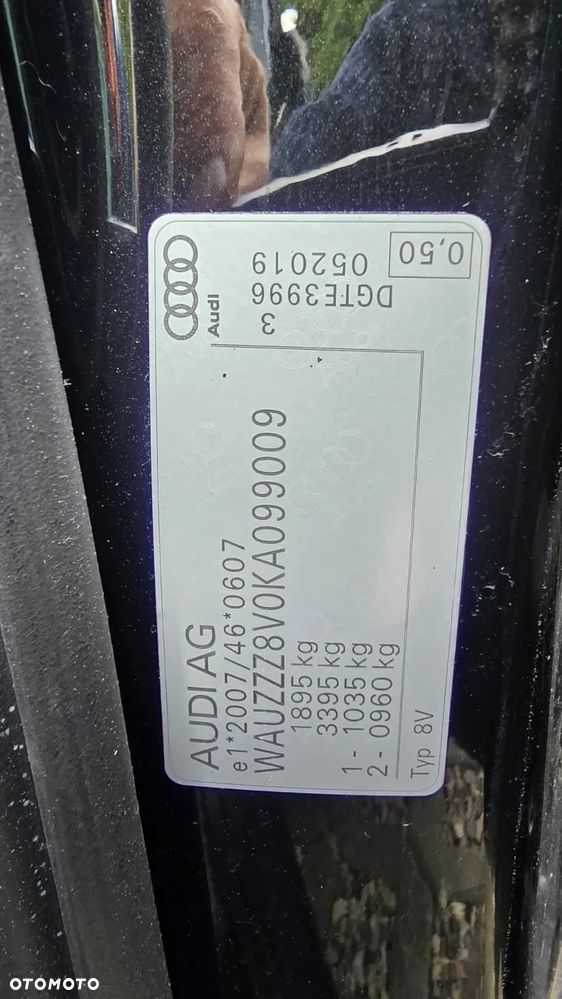 AUDI AG
e1*2007/46*0607
WAUZZZ8V0KA099009
1895 kg
3395 kg
1 - 1035 kg
2 - 0960 kg
Typ 8V
Audi
3
DGTE3996
052019
0,50
OTOMOTO